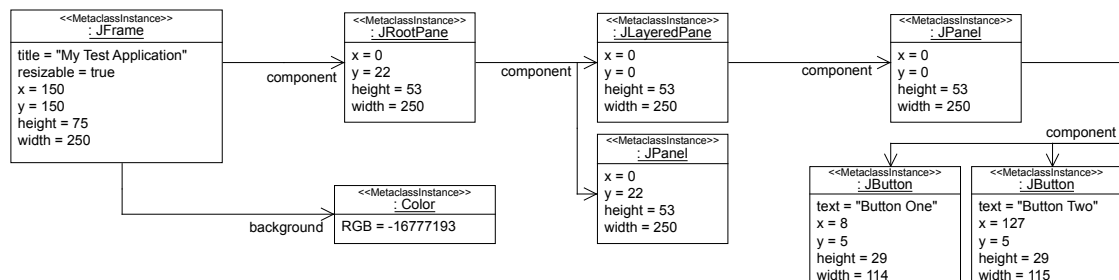 <<MetaclassInstance>>
: JFrame
title = "My Test Application"
resizable = true
x = 150
y = 150
height = 75
width = 250
component
<<MetaclassInstance>>
: JRootPane
x = 0
y = 22
height = 53
width = 250
component
<<MetaclassInstance>>
: JLayeredPane
x = 0
y = 0
height = 53
width = 250
component
<<MetaclassInstance>>
: JPanel
x = 0
y = 0
height = 53
width = 250
component
<<MetaclassInstance>>
: JPanel
x = 0
y = 22
height = 53
width = 250
background
<<MetaclassInstance>>
: Color
RGB = -16777193
<<MetaclassInstance>>
: JButton
text = "Button One"
x = 8
y = 5
height = 29
width = 114
<<MetaclassInstance>>
: JButton
text = "Button Two"
x = 127
y = 5
height = 29
width = 115